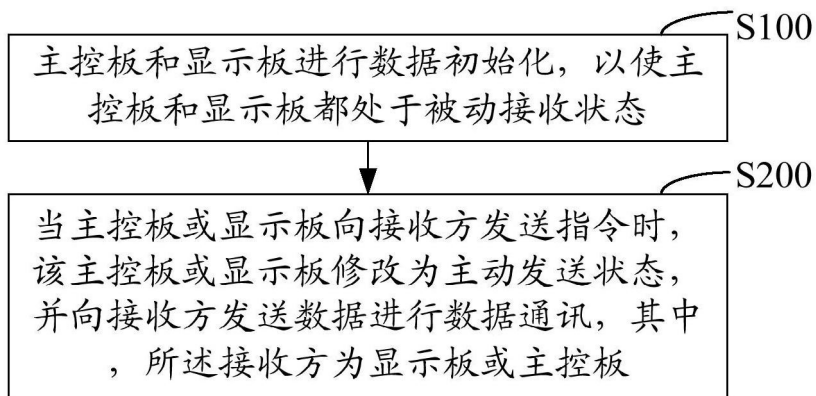 S100
主控板和显示板进行数据初始化，以使主
控板和显示板都处于被动接收状态
S200
当主控板或显示板向接收方发送指令时，
该主控板或显示板修改为主动发送状态，
并向接收方发送数据进行数据通讯，其中
，所述接收方为显示板或主控板